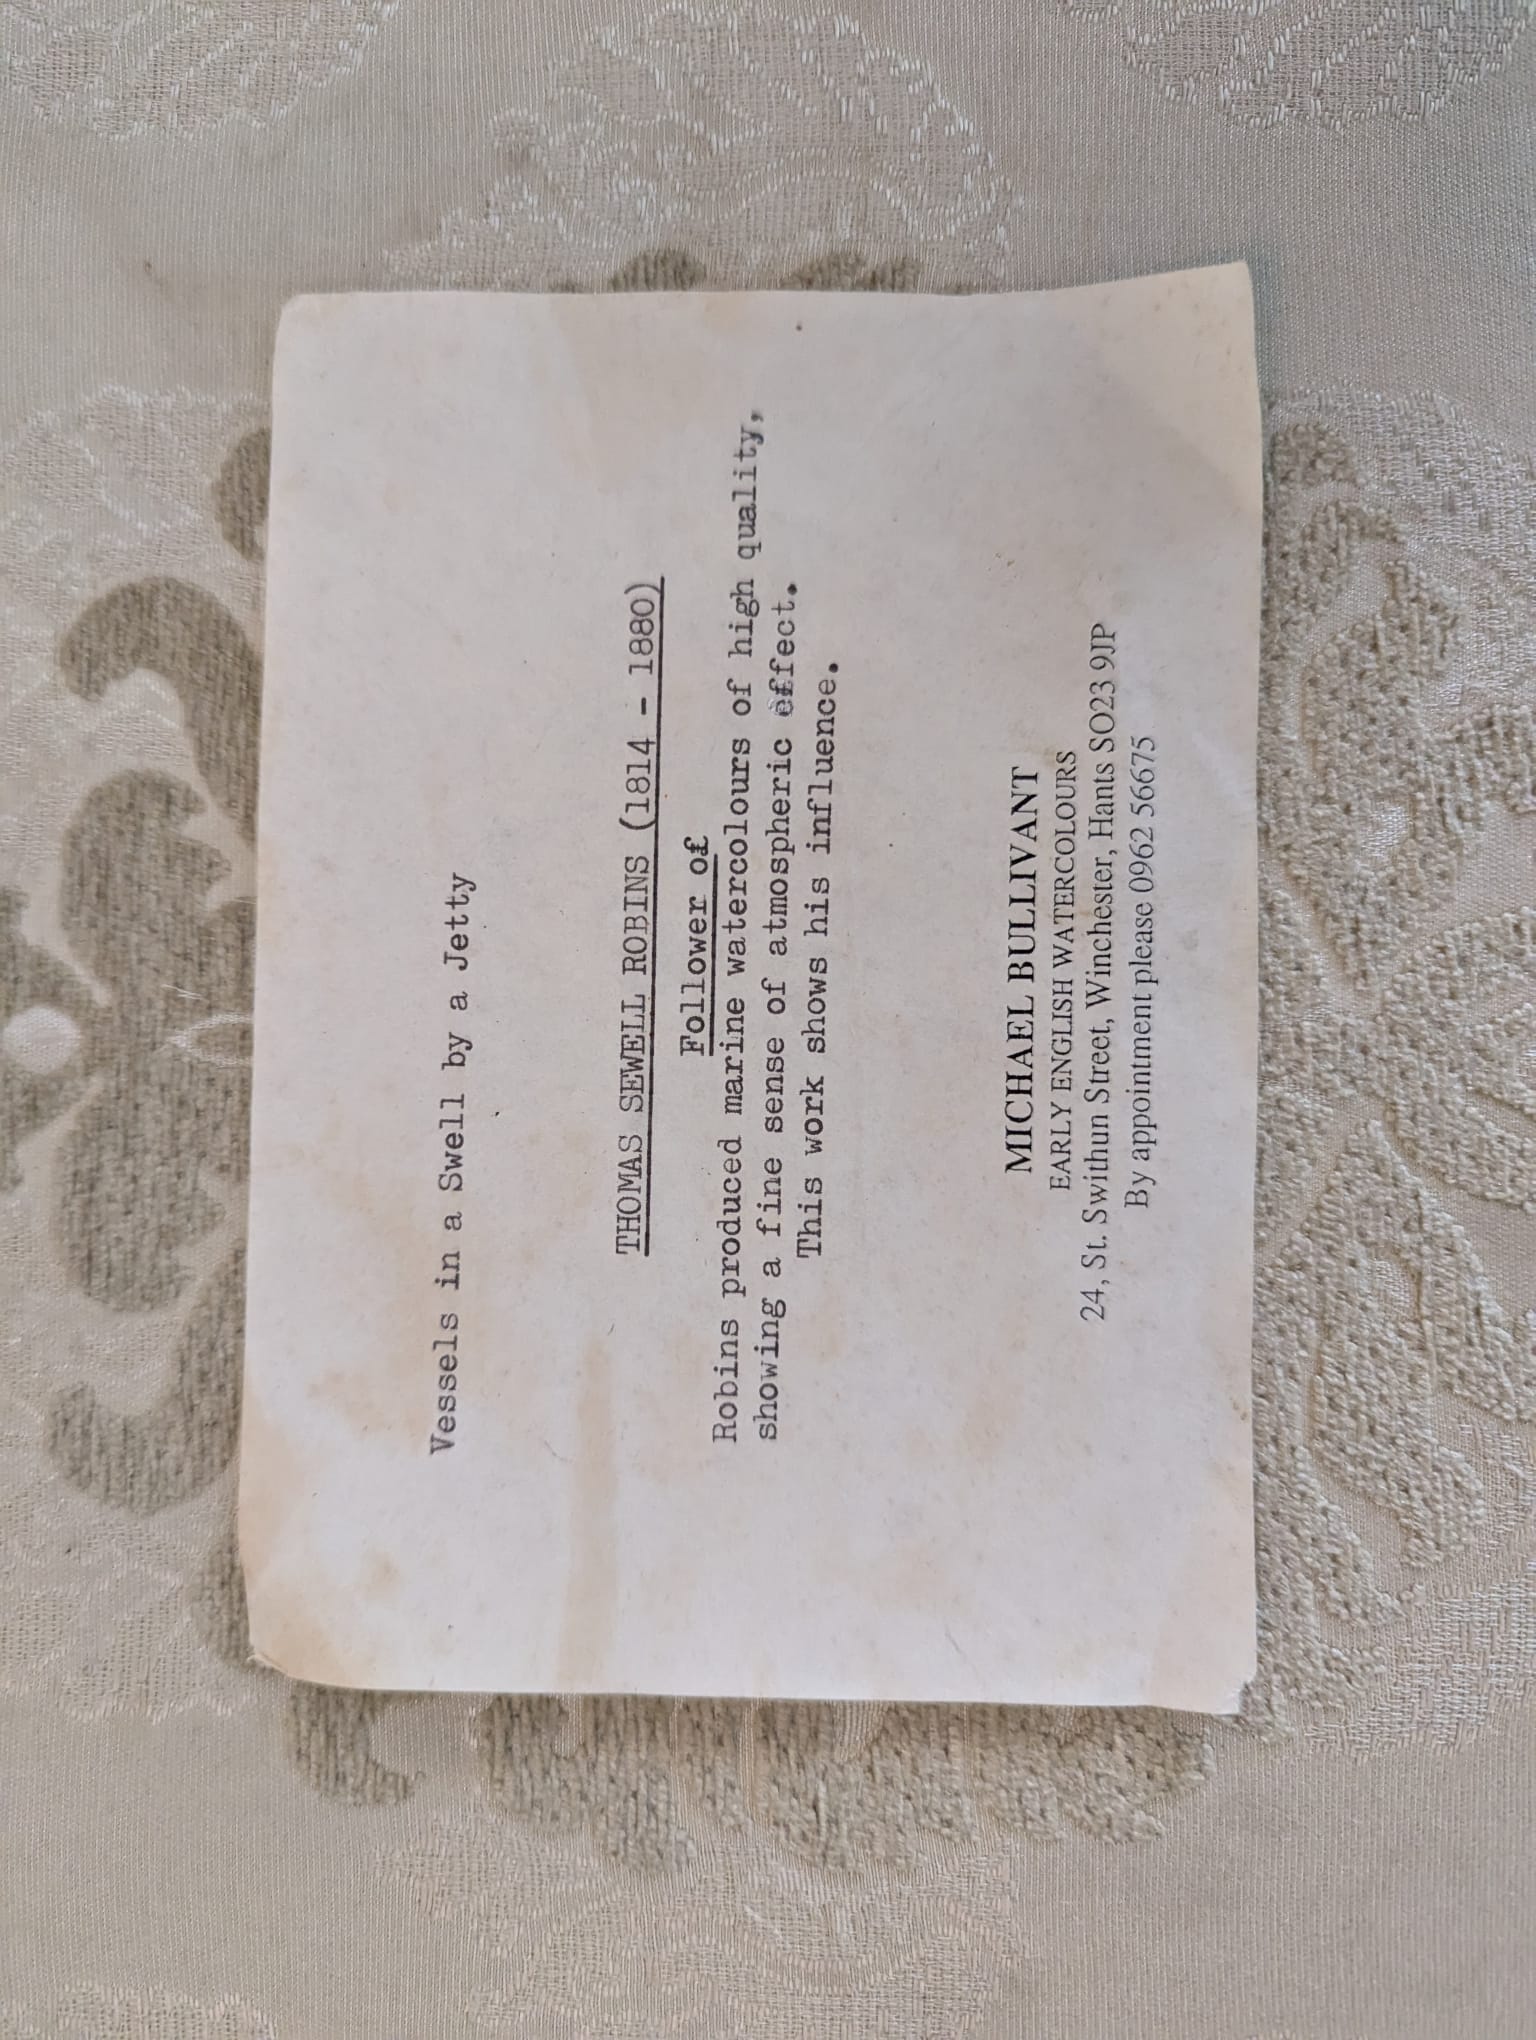 Vessels in a Swell by a Jetty
THOMAS SEWELL ROBINS (1814 - 1880)
Follower of
Robins produced marine watercolours of high quality,
showing a fine sense of atmospheric effect.
This work shows his influence.
MICHAEL BULLIVANT
EARLY ENGLISH WATERCOLOURS
24, St. Swithun Street, Winchester, Hants SO23 9JP
By appointment please 0962 56675